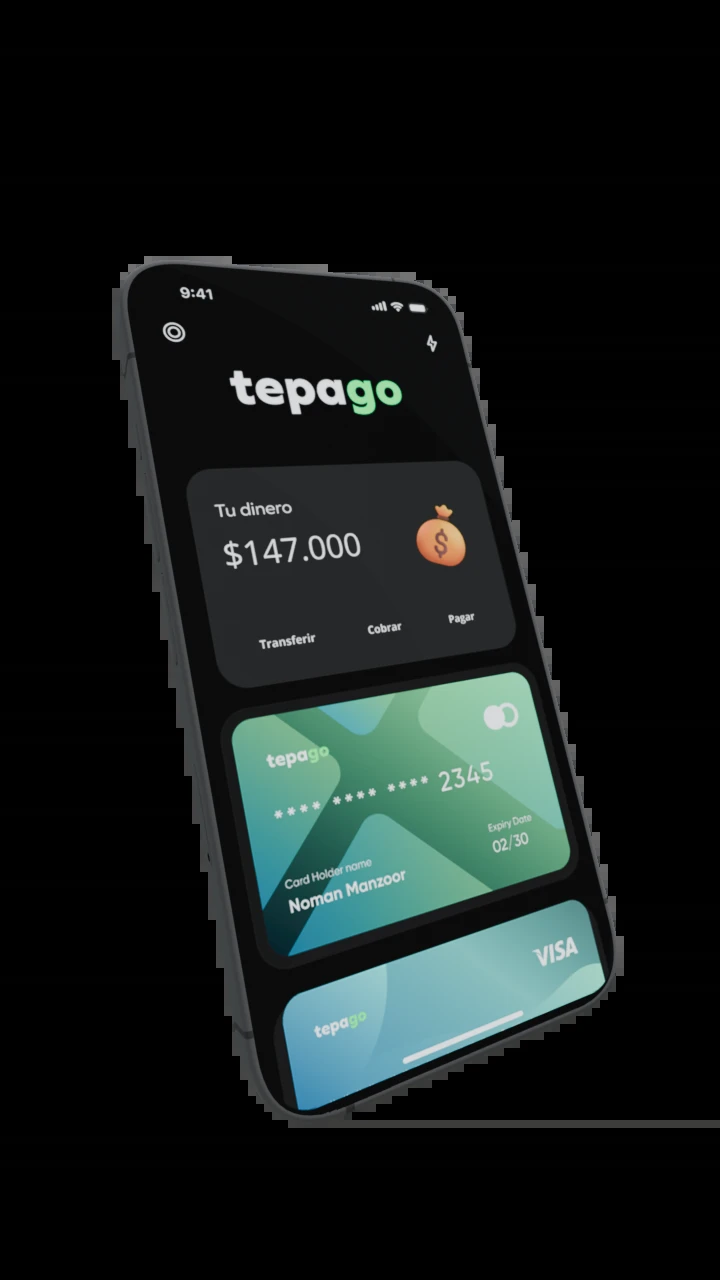 9:41
tepago
Tu dinero
$147.000
$
Transferir Cobrar Pagar
tepago
**** **** **** 2345
Expiry Date
02/30
Card Holder name
Noman Manzoor
VISA
tepago